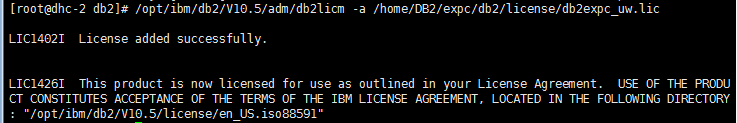 [root@dhc-2 db2]# /opt/ibm/db2/V10.5/adm/db2licm -a /home/DB2/expc/db2/license/db2expc_uw.lic
LIC1402I  License added successfully.
LIC1426I  This product is now licensed for use as outlined in your License Agreement.  USE OF THE PRODU
CT CONSTITUTES ACCEPTANCE OF THE TERMS OF THE IBM LICENSE AGREEMENT, LOCATED IN THE FOLLOWING DIRECTORY
: "/opt/ibm/db2/V10.5/license/en_US.iso88591"